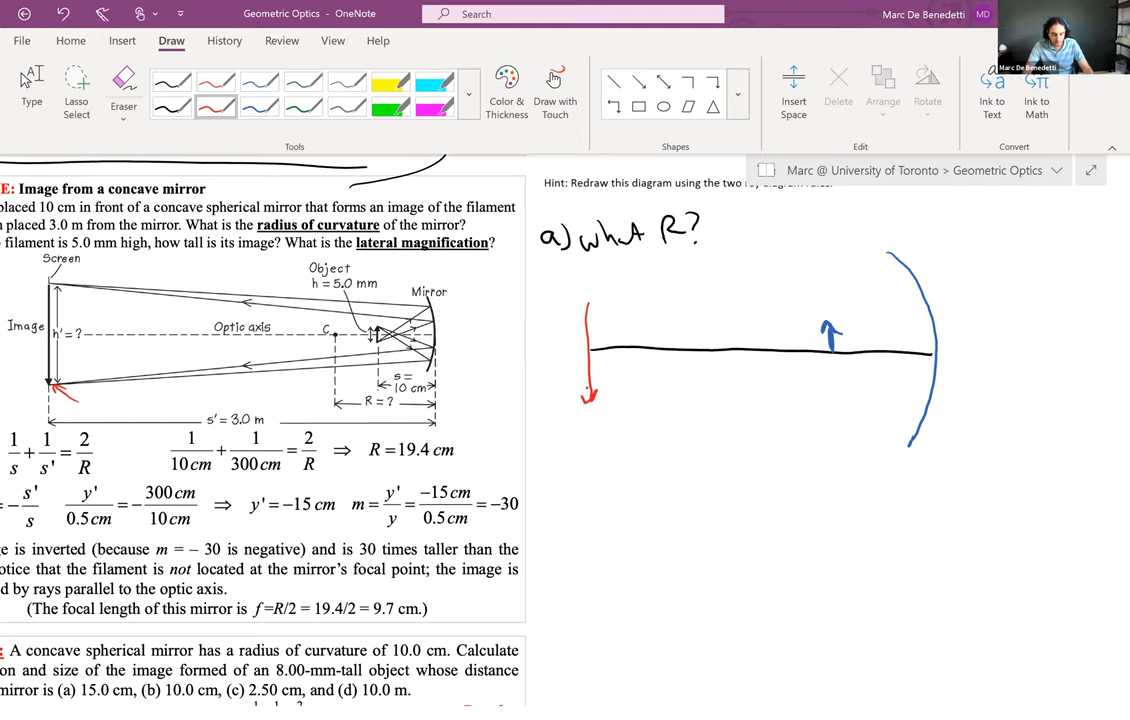 Geometric Optics - OneNote
Search
Marc De Benedetti
MD
Marc De Benedetti
File Home Insert Draw History Review View Help
Type
Lasso Select
Eraser
Color & Thickness
Draw with Touch
Insert Space
Delete
Arrange
Rotate
Ink to Text
Ink to Math
Tools
Shapes
Edit
Convert
Marc @ University of Toronto > Geometric Optics
E: Image from a concave mirror
placed 10 cm in front of a concave spherical mirror that forms an image of the filament
placed 3.0 m from the mirror. What is the radius of curvature of the mirror?
filament is 5.0 mm high, how tall is its image? What is the lateral magnification?
Screen
Object
h = 5.0 mm
Mirror
Image
h' = ?
Optic axis
C
s =
10 cm
R = ?
s' = 3.0 m
1/s + 1/s' = 2/R
1/10cm + 1/300cm = 2/R ⇒ R = 19.4 cm
= − s'/s
y'/0.5cm = − 300cm/10cm ⇒ y' = −15 cm
m = y'/y = −15cm/0.5cm = −30
ge is inverted (because m = – 30 is negative) and is 30 times taller than the
otice that the filament is not located at the mirror's focal point; the image is
d by rays parallel to the optic axis.
(The focal length of this mirror is f =R/2 = 19.4/2 = 9.7 cm.)
: A concave spherical mirror has a radius of curvature of 10.0 cm. Calculate
on and size of the image formed of an 8.00-mm-tall object whose distance
mirror is (a) 15.0 cm, (b) 10.0 cm, (c) 2.50 cm, and (d) 10.0 m.
Hint: Redraw this diagram using the two
a) what R?